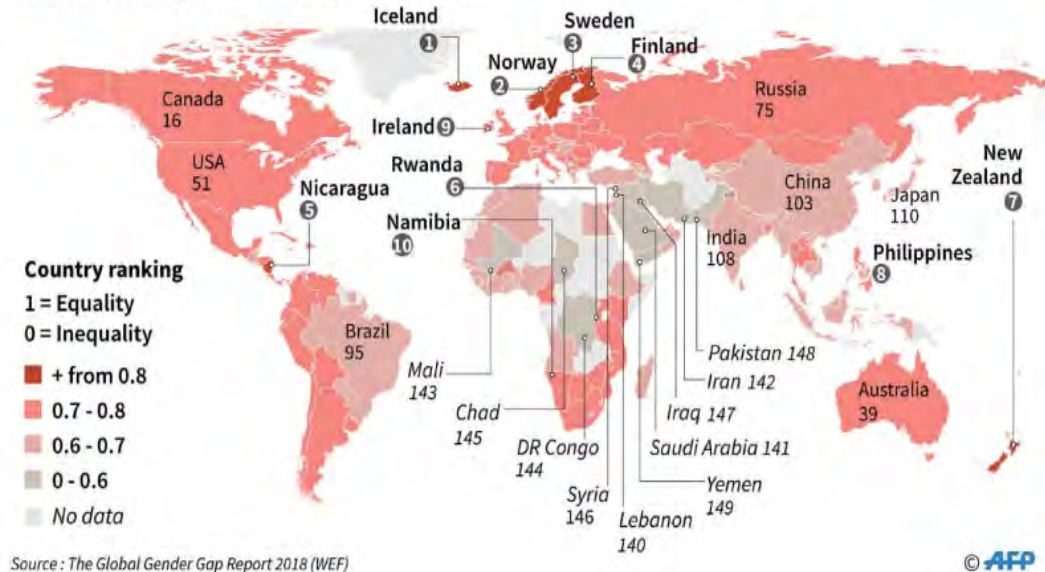 Iceland
1
Sweden
3
Finland
4
Norway
2
Canada
16
Russia
75
Ireland 9
USA
51
Rwanda
6
New
Zealand
7
Nicaragua
5
China
103
Japan
110
Namibia
10
India
108
Philippines
8
Country ranking
1 = Equality
0 = Inequality
+ from 0.8
0.7 - 0.8
0.6 - 0.7
0 - 0.6
No data
Brazil
95
Mali
143
Chad
145
DR Congo
144
Syria
146
Lebanon
140
Yemen
149
Saudi Arabia 141
Iraq 147
Iran 142
Pakistan 148
Australia
39
Source : The Global Gender Gap Report 2018 (WEF)
© AFP